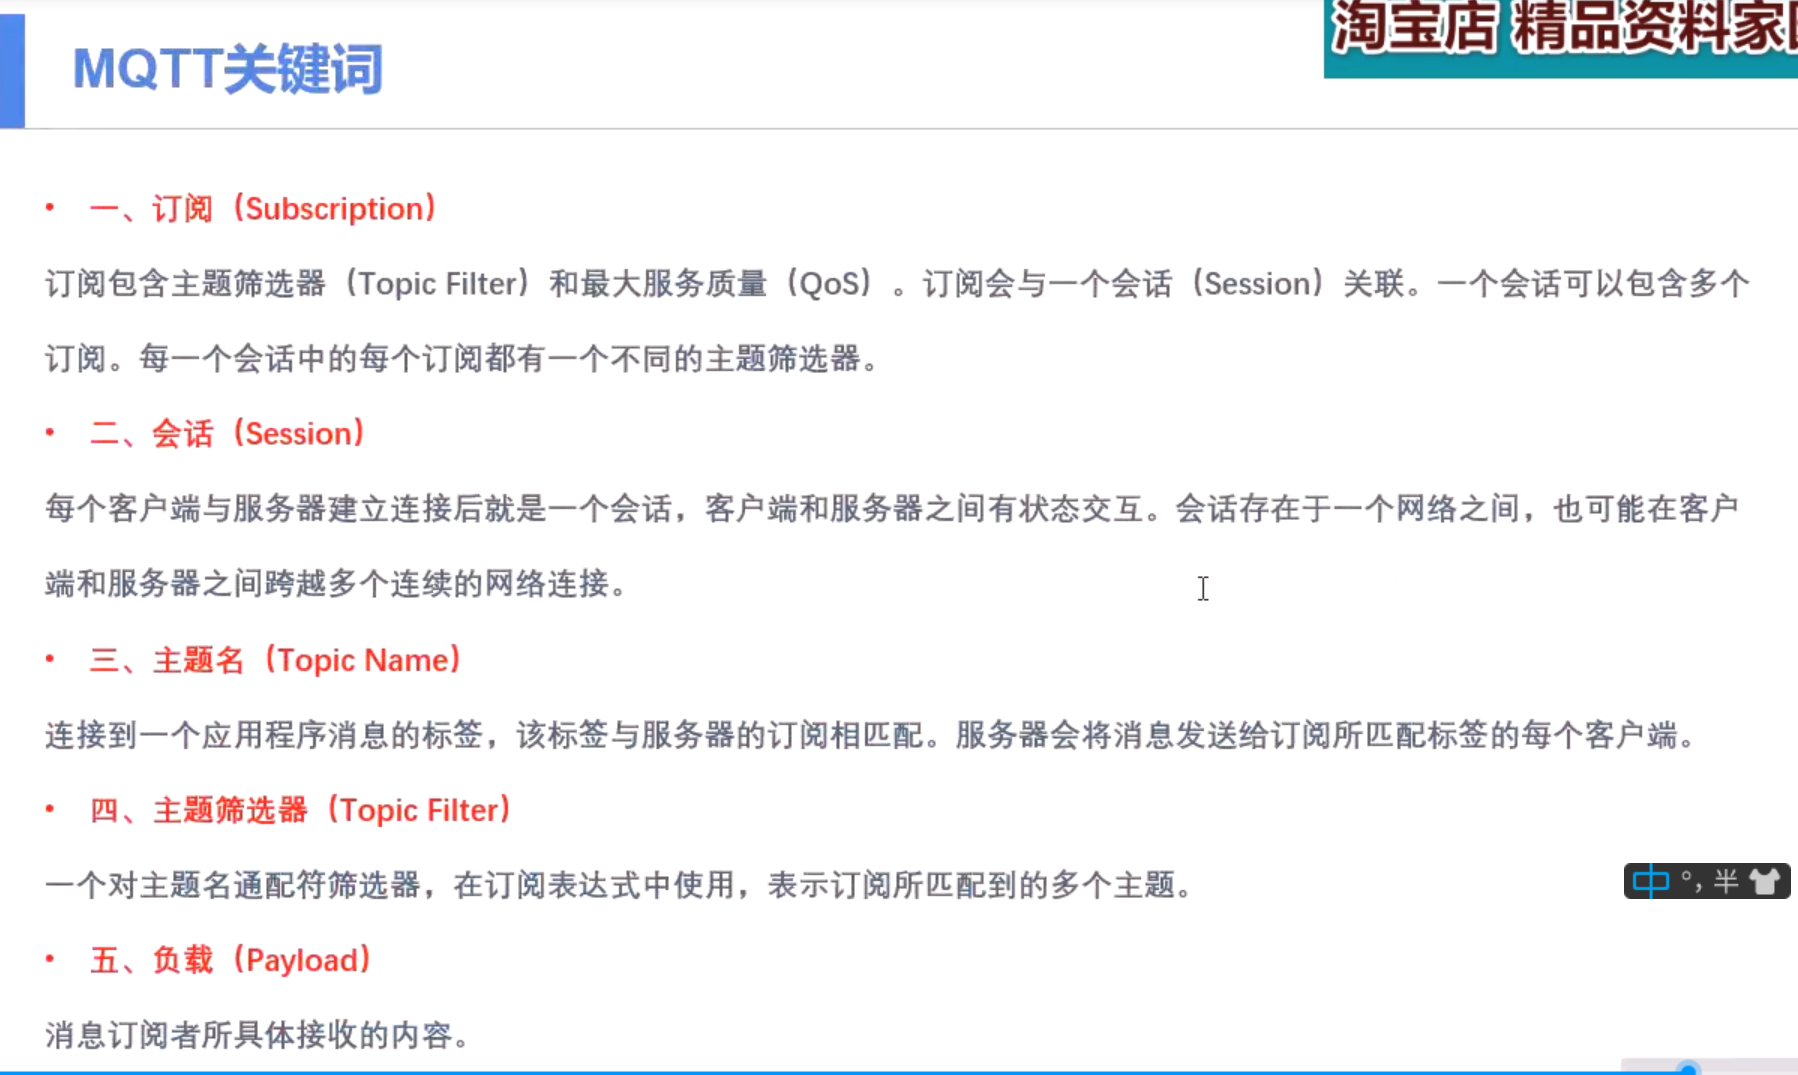 淘宝店 精品资料家
MQTT关键词
• 一、订阅（Subscription）
订阅包含主题筛选器（Topic Filter）和最大服务质量（QoS）。订阅会与一个会话（Session）关联。一个会话可以包含多个
订阅。每一个会话中的每个订阅都有一个不同的主题筛选器。
• 二、会话（Session）
每个客户端与服务器建立连接后就是一个会话，客户端和服务器之间有状态交互。会话存在于一个网络之间，也可能在客户
端和服务器之间跨越多个连续的网络连接。
• 三、主题名（Topic Name）
连接到一个应用程序消息的标签，该标签与服务器的订阅相匹配。服务器会将消息发送给订阅所匹配标签的每个客户端。
• 四、主题筛选器（Topic Filter）
一个对主题名通配符筛选器，在订阅表达式中使用，表示订阅所匹配到的多个主题。
中 °, 半
• 五、负载（Payload）
消息订阅者所具体接收的内容。